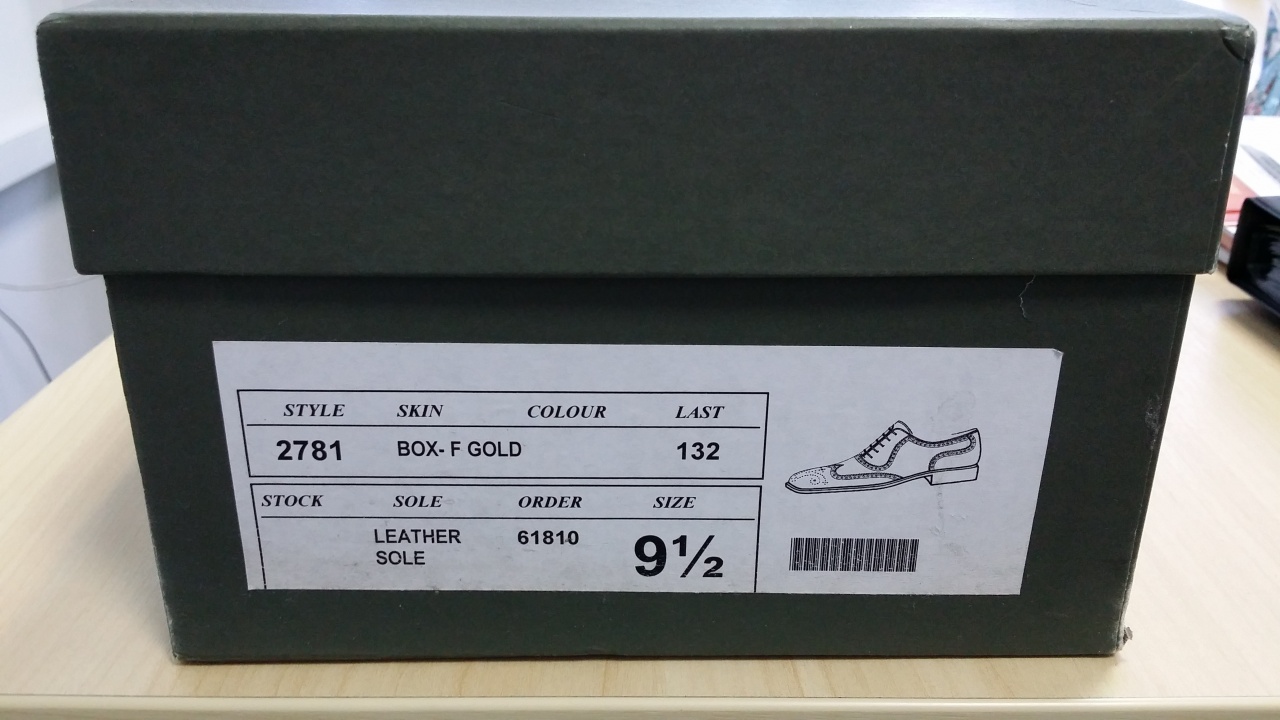 STYLE SKIN COLOUR LAST
2781 BOX- F GOLD 132
STOCK SOLE ORDER SIZE
LEATHER 61810 9½
SOLE